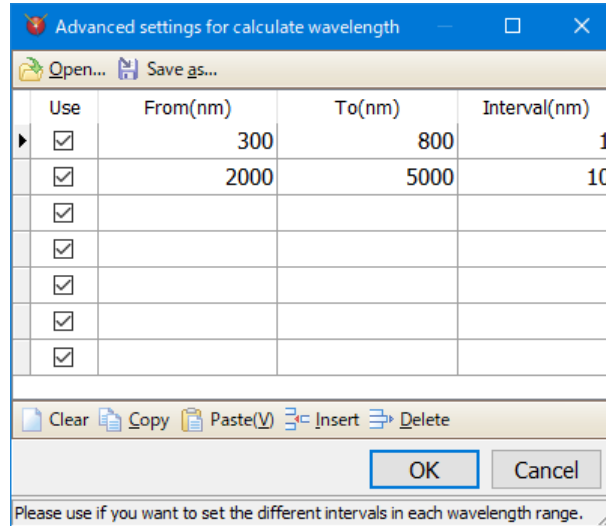 Advanced settings for calculate wavelength
Open... Save as...
Use From(nm) To(nm) Interval(nm)
300 800 1
2000 5000 10
Clear Copy Paste(V) Insert Delete
OK Cancel
Please use if you want to set the different intervals in each wavelength range.